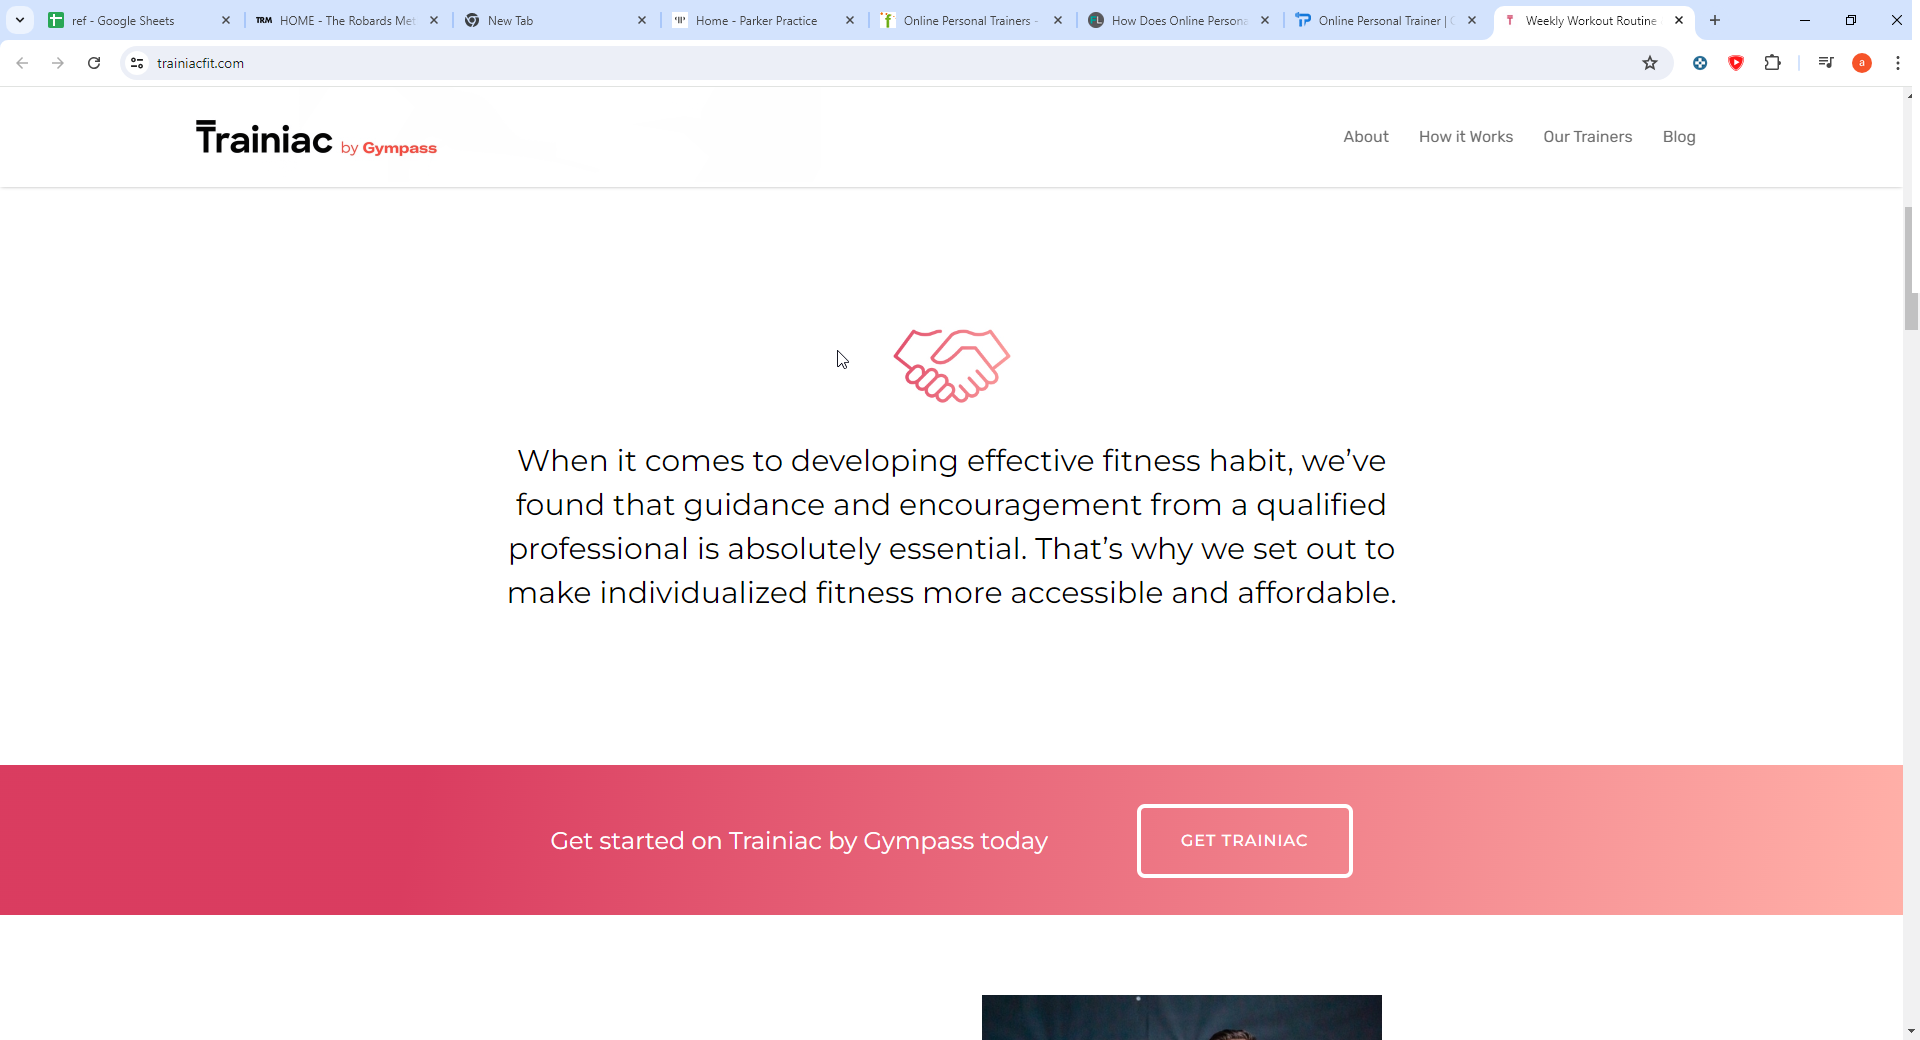 ref - Google Sheets
TRM HOME - The Robards Met
New Tab
Home - Parker Practice
Online Personal Trainers -
FL How Does Online Persona
Online Personal Trainer |
Weekly Workout Routine
trainiacfit.com
a
Trainiac by Gympass
About
How it Works
Our Trainers
Blog
When it comes to developing effective fitness habit, we’ve
found that guidance and encouragement from a qualified
professional is absolutely essential. That’s why we set out to
make individualized fitness more accessible and affordable.
Get started on Trainiac by Gympass today
GET TRAINIAC